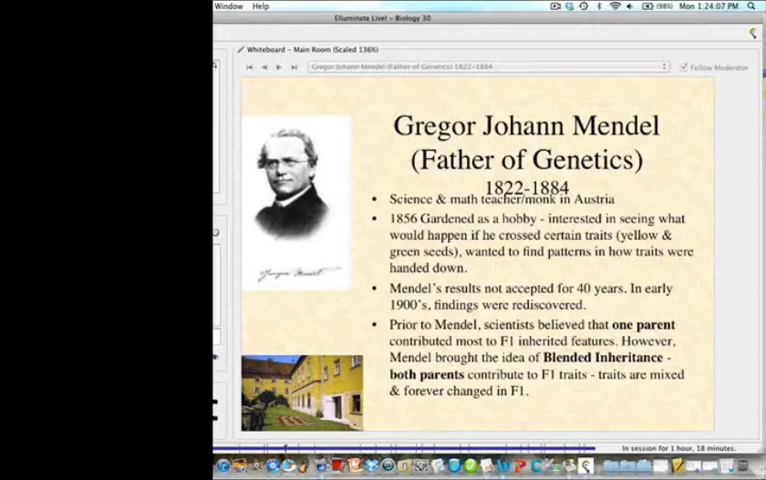 Window Help
(98%) Mon 1:24:07 PM
Elluminate Live! - Biology 30
Whiteboard - Main Room (Scaled 136%)
Gregor Johann Mendel (Father of Genetics) 1822-1884
Follow Moderator
Gregor Johann Mendel
(Father of Genetics)
1822-1884
• Science & math teacher/monk in Austria
• 1856 Gardened as a hobby - interested in seeing what
would happen if he crossed certain traits (yellow &
green seeds), wanted to find patterns in how traits were
handed down.
• Mendel's results not accepted for 40 years. In early
1900's, findings were rediscovered.
• Prior to Mendel, scientists believed that one parent
contributed most to F1 inherited features. However,
Mendel brought the idea of Blended Inheritance -
both parents contribute to F1 traits - traits are mixed
& forever changed in F1.
In session for 1 hour, 18 minutes.